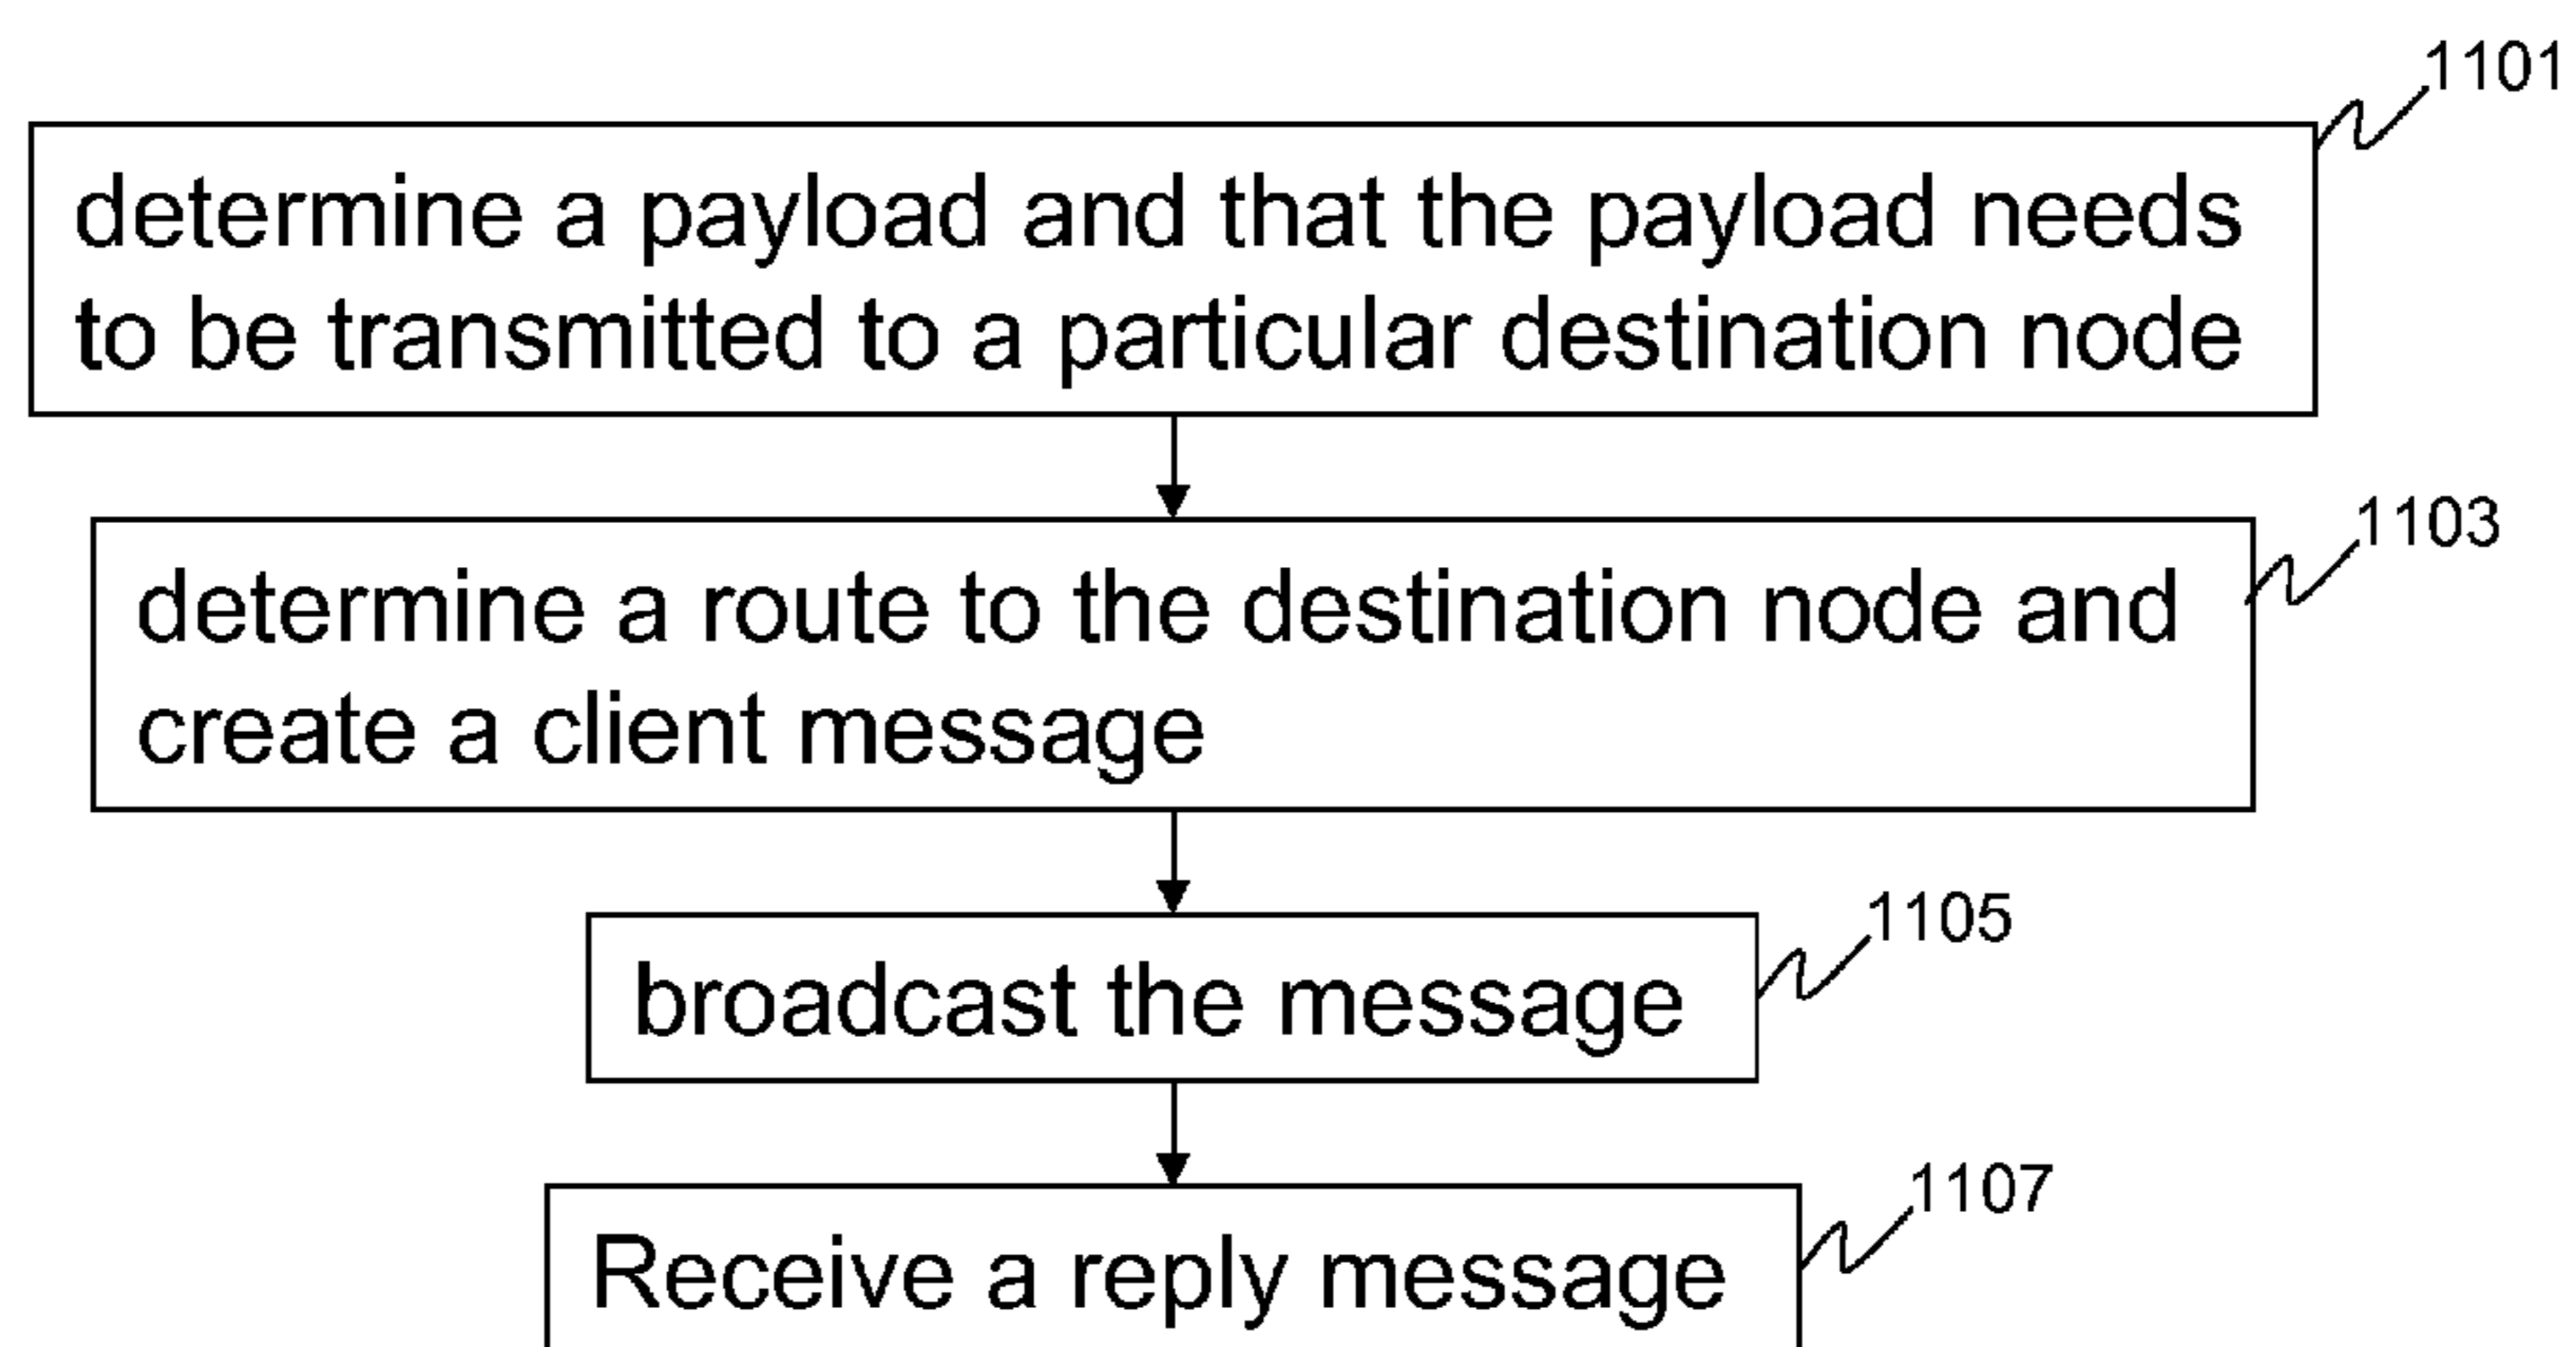 1101
determine a payload and that the payload needs
to be transmitted to a particular destination node
1103
determine a route to the destination node and
create a client message
1105
broadcast the message
1107
Receive a reply message